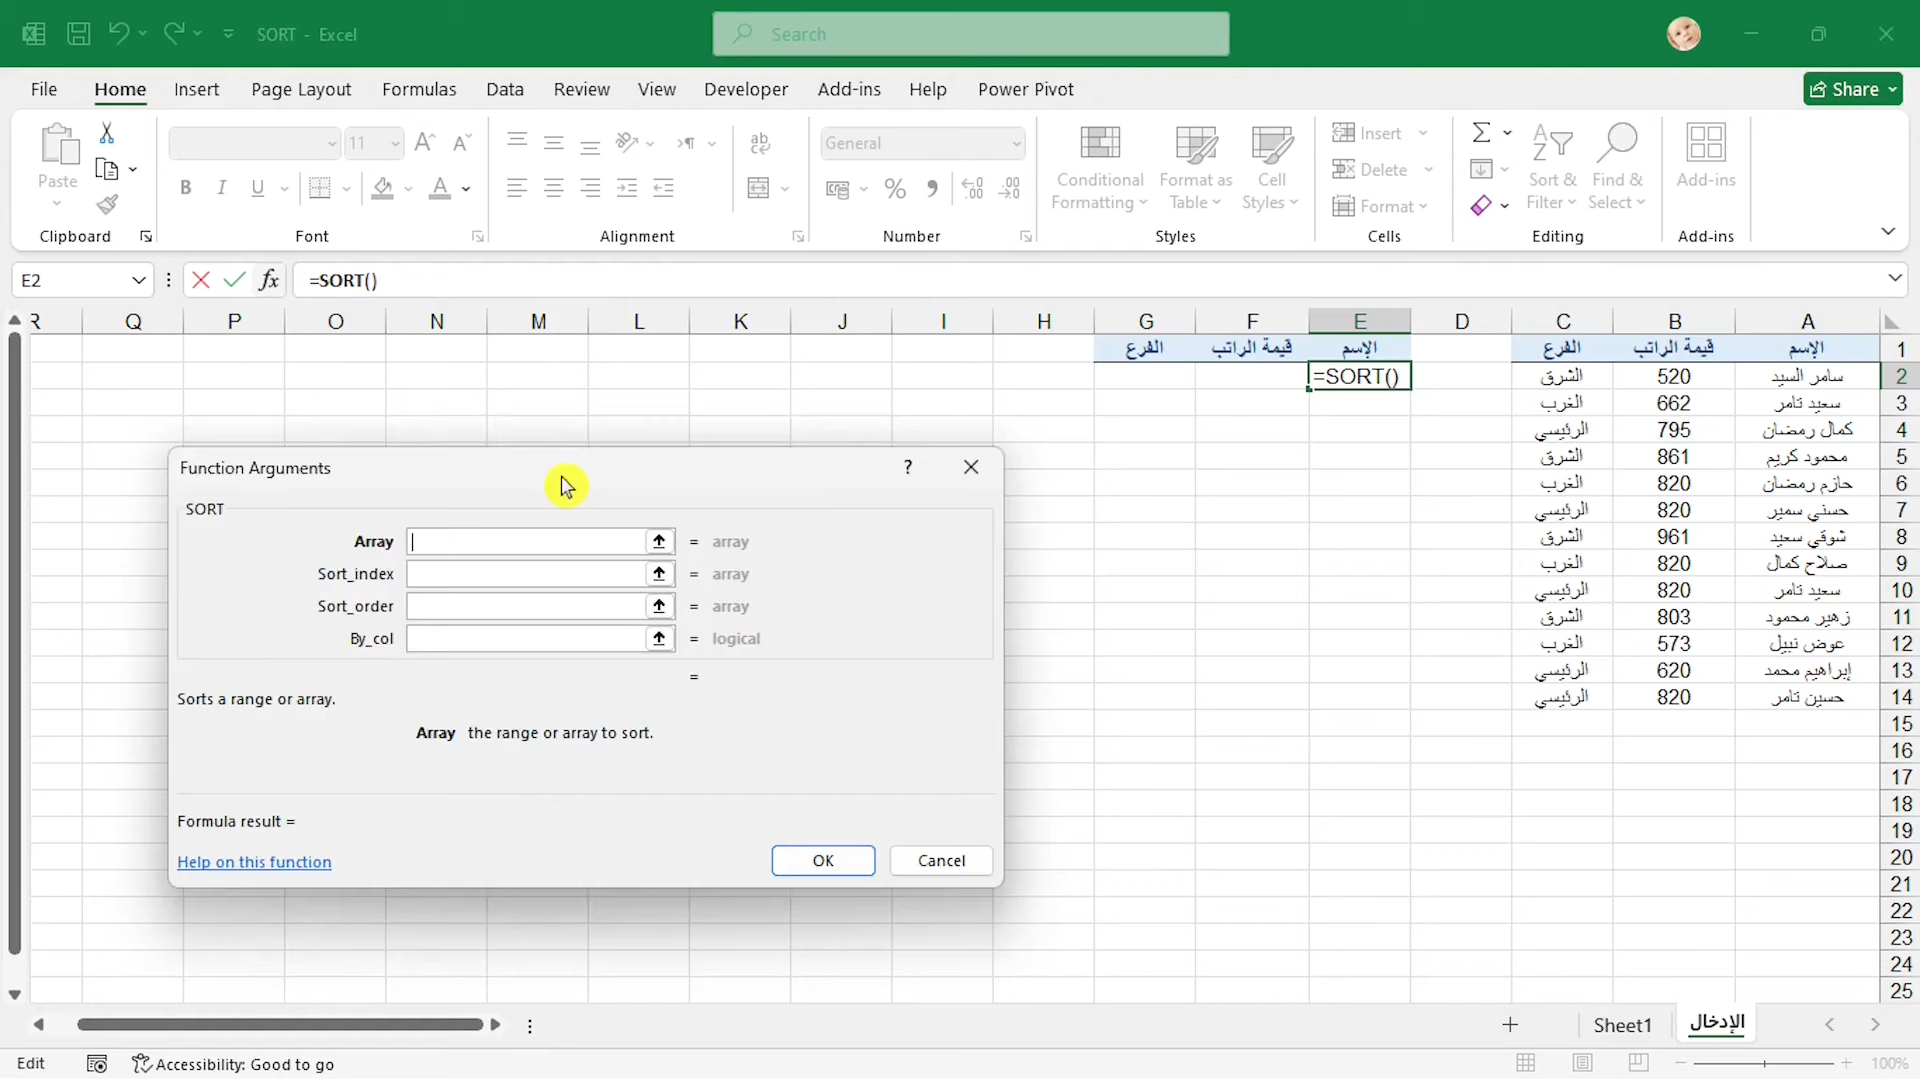 SORT - Excel
Search
File Home Insert Page Layout Formulas Data Review View Developer Add-ins Help Power Pivot
Share
Paste
Clipboard
11
B I U
Font
ab
Alignment
General
Number
Conditional Formatting
Format as Table
Cell Styles
Styles
Insert
Delete
Format
Cells
Sort & Filter
Find & Select
Editing
Add-ins
Add-ins
E2
fx
=SORT()
R Q P O N M L K J I H G F E D C B A
الإسم قيمة الراتب الفرع الإسم قيمة الراتب الفرع 1
سامر السيد 520 الشرق =SORT() 2
سعيد تامر 662 الغرب 3
كمال رمضان 795 الرئيسي 4
محمود كريم 861 الشرق 5
حازم رمضان 820 الغرب 6
حسني سمير 820 الرئيسي 7
شوقي سعيد 961 الشرق 8
صلاح كمال 820 الغرب 9
سعيد تامر 820 الرئيسي 10
زهير محمود 803 الشرق 11
عوض نبيل 573 الغرب 12
إبراهيم محمد 620 الرئيسي 13
حسين تامر 820 الرئيسي 14
15
16
17
18
19
20
21
22
23
24
25
Function Arguments ?
SORT
Array = array
Sort_index = array
Sort_order = array
By_col = logical
=
Sorts a range or array.
Array the range or array to sort.
Formula result =
Help on this function
OK
Cancel
Sheet1
الإدخال
Edit
Accessibility: Good to go
100%